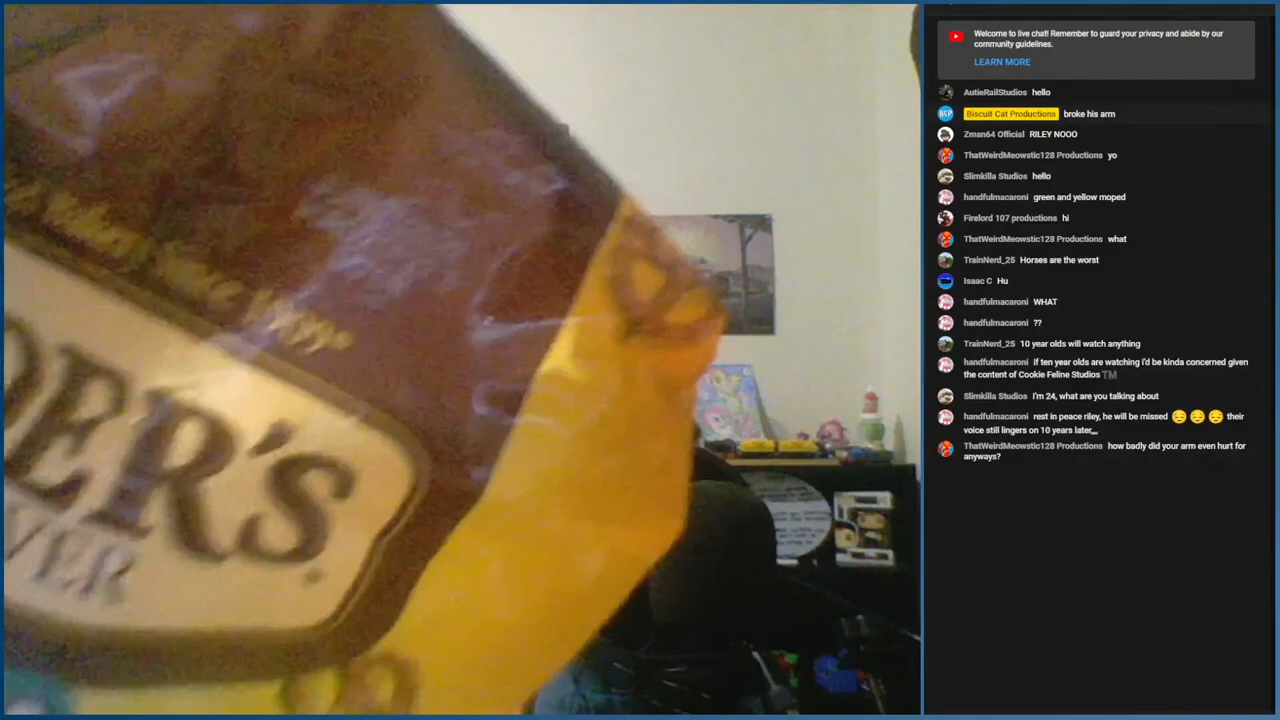 DER'S
Welcome to live chat! Remember to guard your privacy and abide by our
community guidelines.
LEARN MORE
AutieRailStudios hello
BCP Biscuit Cat Productions broke his arm
Zman64 Official RILEY NOOO
ThatWeirdMeowstic128 Productions yo
Slimkilla Studios hello
handfulmacaroni green and yellow moped
Firelord 107 productions hi
ThatWeirdMeowstic128 Productions what
TrainNerd_25 Horses are the worst
Isaac C Hu
handfulmacaroni WHAT
handfulmacaroni ??
TrainNerd_25 10 year olds will watch anything
handfulmacaroni if ten year olds are watching i'd be kinda concerned given
the content of Cookie Feline Studios ™
Slimkilla Studios I'm 24, what are you talking about
handfulmacaroni rest in peace riley, he will be missed 😔 😔 😔 their
voice still lingers on 10 years later,,,
ThatWeirdMeowstic128 Productions how badly did your arm even hurt for
anyways?